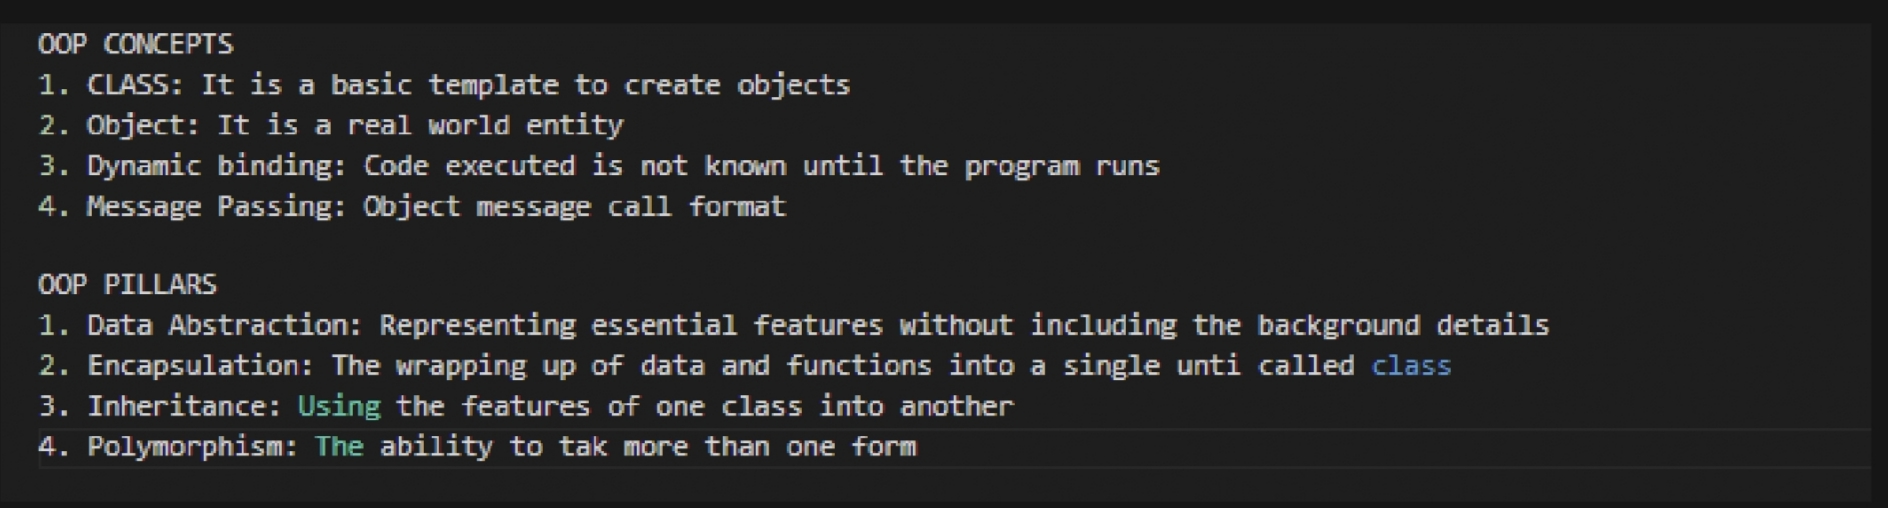 OOP CONCEPTS
1. CLASS: It is a basic template to create objects
2. Object: It is a real world entity
3. Dynamic binding: Code executed is not known until the program runs
4. Message Passing: Object message call format
OOP PILLARS
1. Data Abstraction: Representing essential features without including the background details
2. Encapsulation: The wrapping up of data and functions into a single unti called class
3. Inheritance: Using the features of one class into another
4. Polymorphism: The ability to tak more than one form